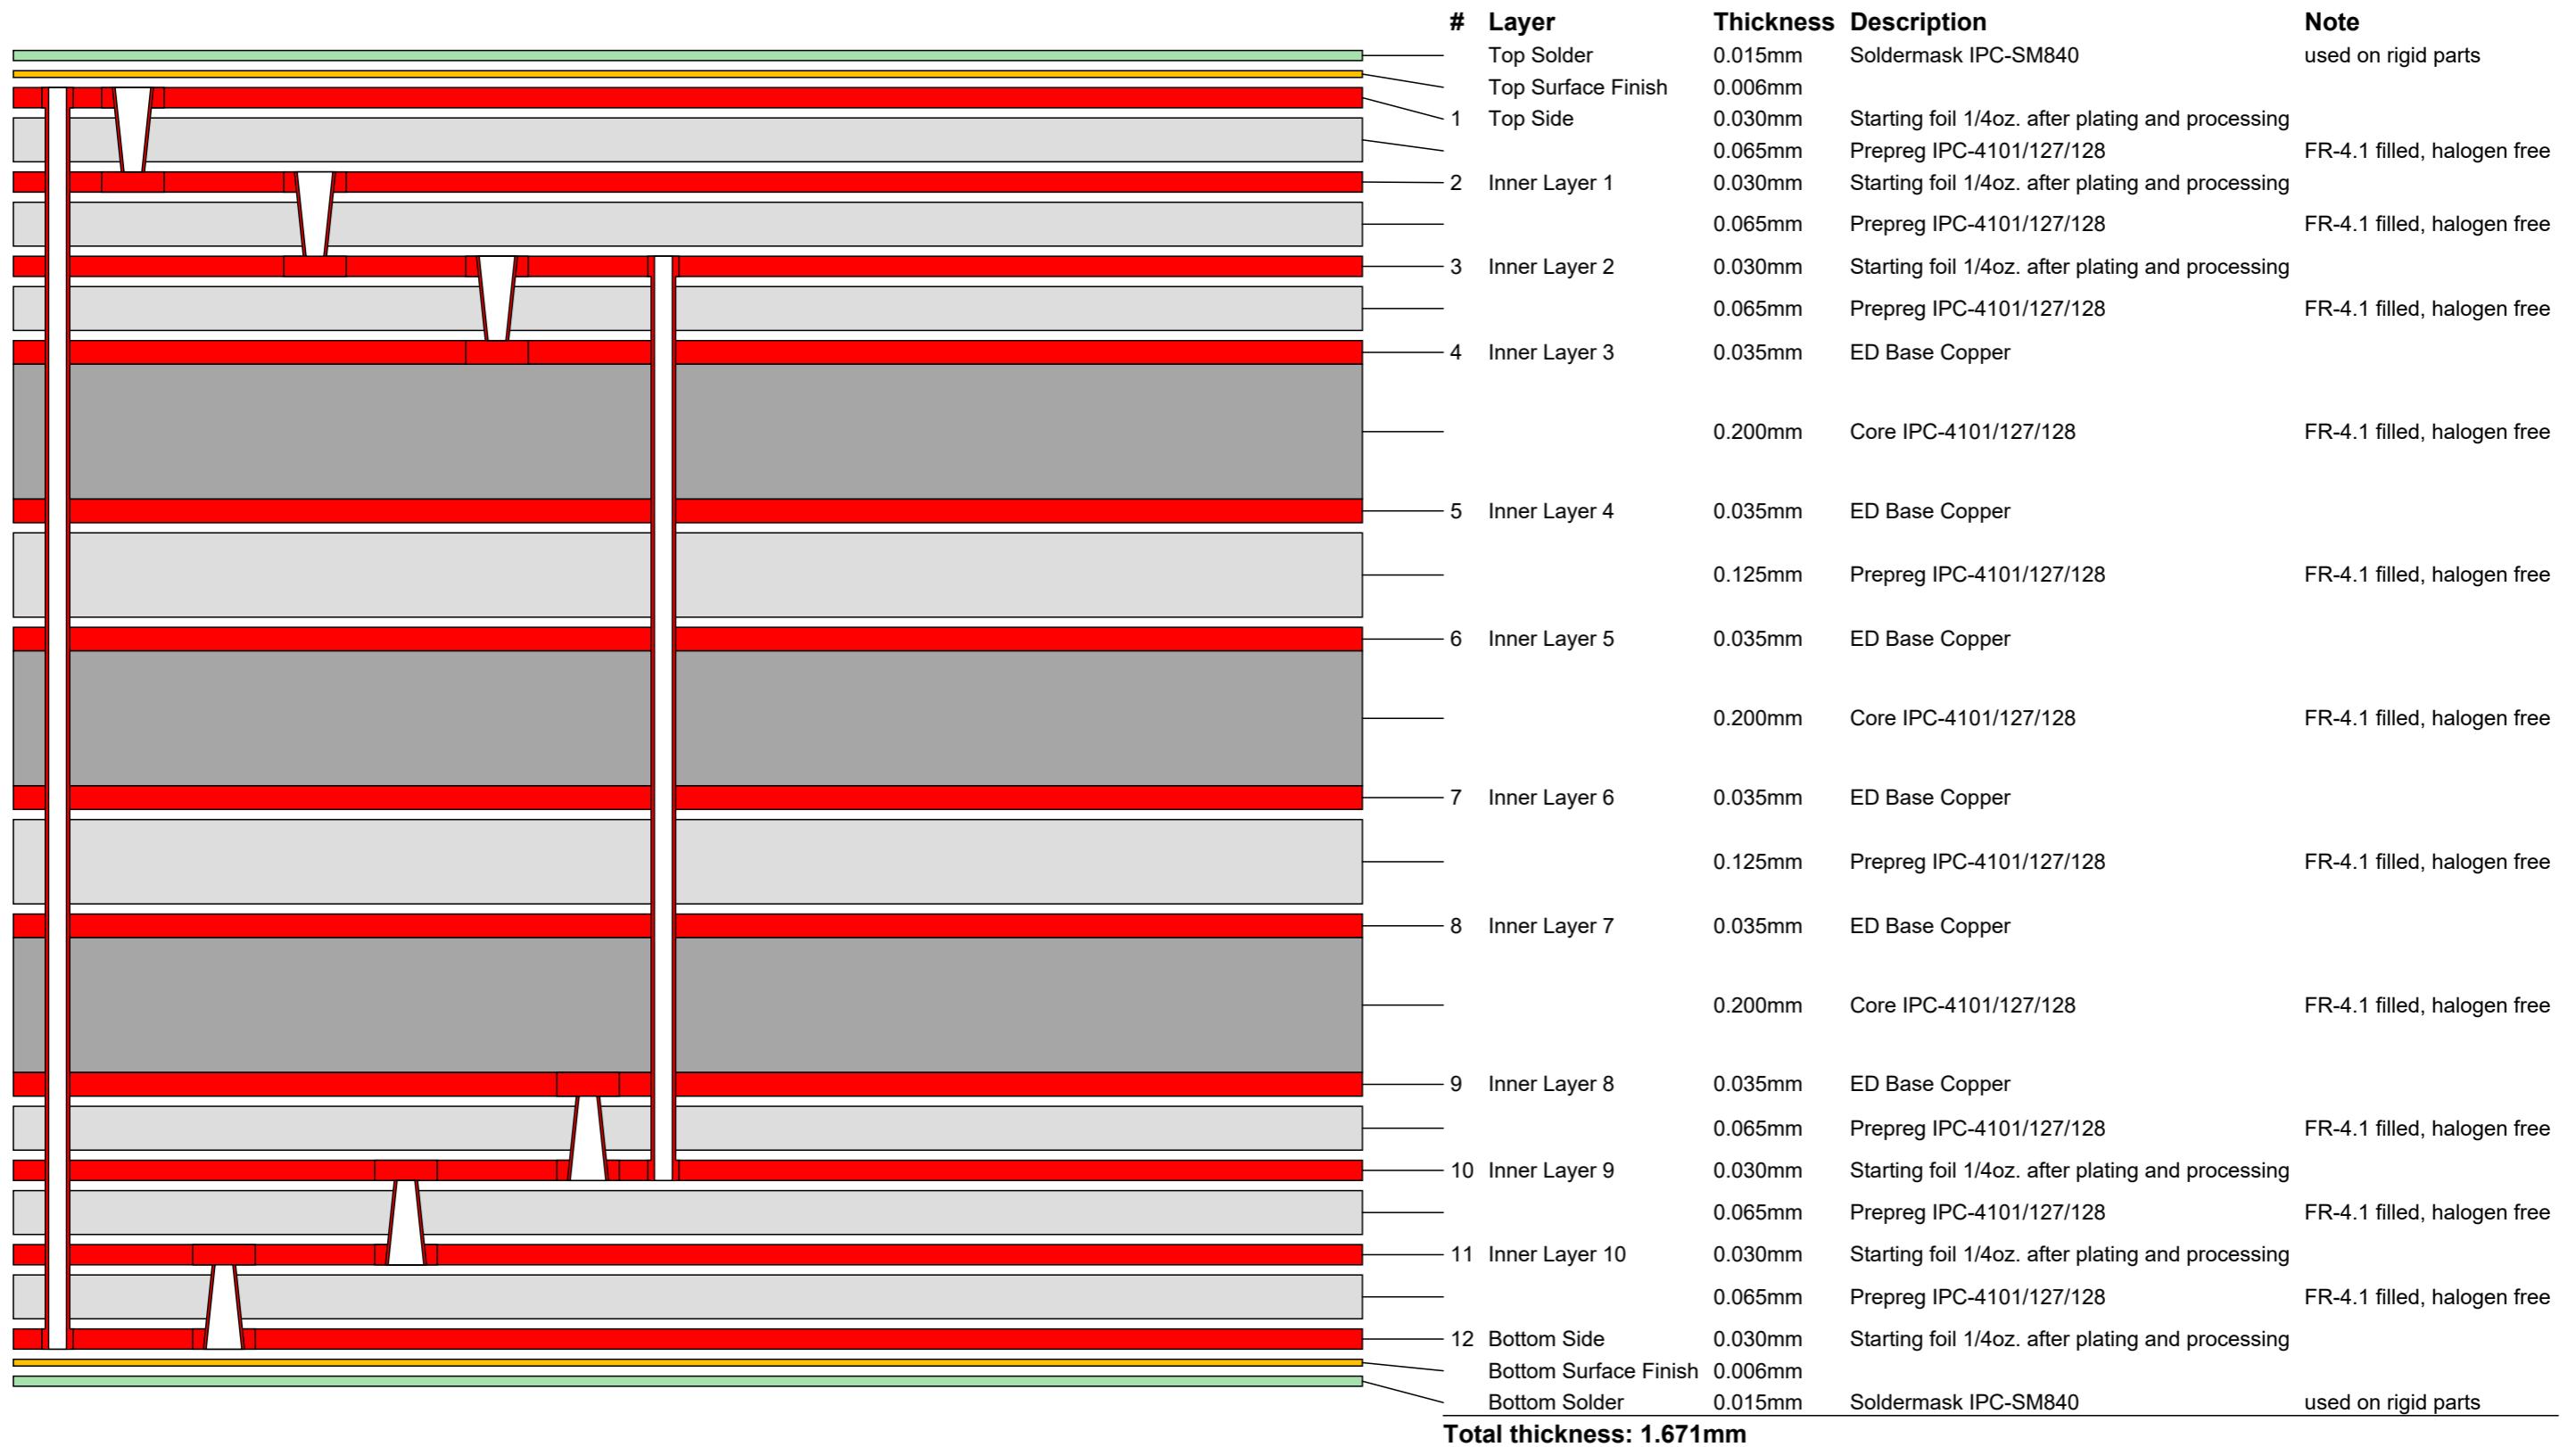 # Layer Thickness Description Note
Top Solder 0.015mm Soldermask IPC-SM840 used on rigid parts
Top Surface Finish 0.006mm
1 Top Side 0.030mm Starting foil 1/4oz. after plating and processing
0.065mm Prepreg IPC-4101/127/128 FR-4.1 filled, halogen free
2 Inner Layer 1 0.030mm Starting foil 1/4oz. after plating and processing
0.065mm Prepreg IPC-4101/127/128 FR-4.1 filled, halogen free
3 Inner Layer 2 0.030mm Starting foil 1/4oz. after plating and processing
0.065mm Prepreg IPC-4101/127/128 FR-4.1 filled, halogen free
4 Inner Layer 3 0.035mm ED Base Copper
0.200mm Core IPC-4101/127/128 FR-4.1 filled, halogen free
5 Inner Layer 4 0.035mm ED Base Copper
0.125mm Prepreg IPC-4101/127/128 FR-4.1 filled, halogen free
6 Inner Layer 5 0.035mm ED Base Copper
0.200mm Core IPC-4101/127/128 FR-4.1 filled, halogen free
7 Inner Layer 6 0.035mm ED Base Copper
0.125mm Prepreg IPC-4101/127/128 FR-4.1 filled, halogen free
8 Inner Layer 7 0.035mm ED Base Copper
0.200mm Core IPC-4101/127/128 FR-4.1 filled, halogen free
9 Inner Layer 8 0.035mm ED Base Copper
0.065mm Prepreg IPC-4101/127/128 FR-4.1 filled, halogen free
10 Inner Layer 9 0.030mm Starting foil 1/4oz. after plating and processing
0.065mm Prepreg IPC-4101/127/128 FR-4.1 filled, halogen free
11 Inner Layer 10 0.030mm Starting foil 1/4oz. after plating and processing
0.065mm Prepreg IPC-4101/127/128 FR-4.1 filled, halogen free
12 Bottom Side 0.030mm Starting foil 1/4oz. after plating and processing
Bottom Surface Finish 0.006mm
Bottom Solder 0.015mm Soldermask IPC-SM840 used on rigid parts
Total thickness: 1.671mm